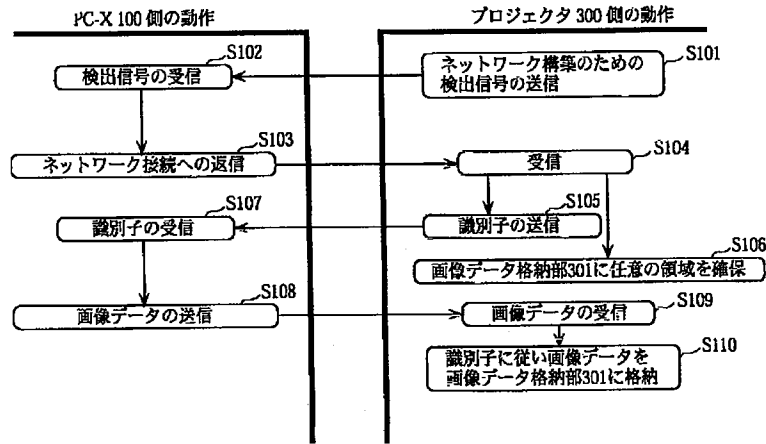 PC-X 100 側の動作
プロジェクタ 300 側の動作
S101
ネットワーク構築のための
検出信号の送信
S102
検出信号の受信
S103
ネットワーク接続への返信
S104
受信
S105
識別子の送信
S106
画像データ格納部301に任意の領域を確保
S107
識別子の受信
S108
画像データの送信
S109
画像データの受信
S110
識別子に従い画像データを
画像データ格納部301に格納